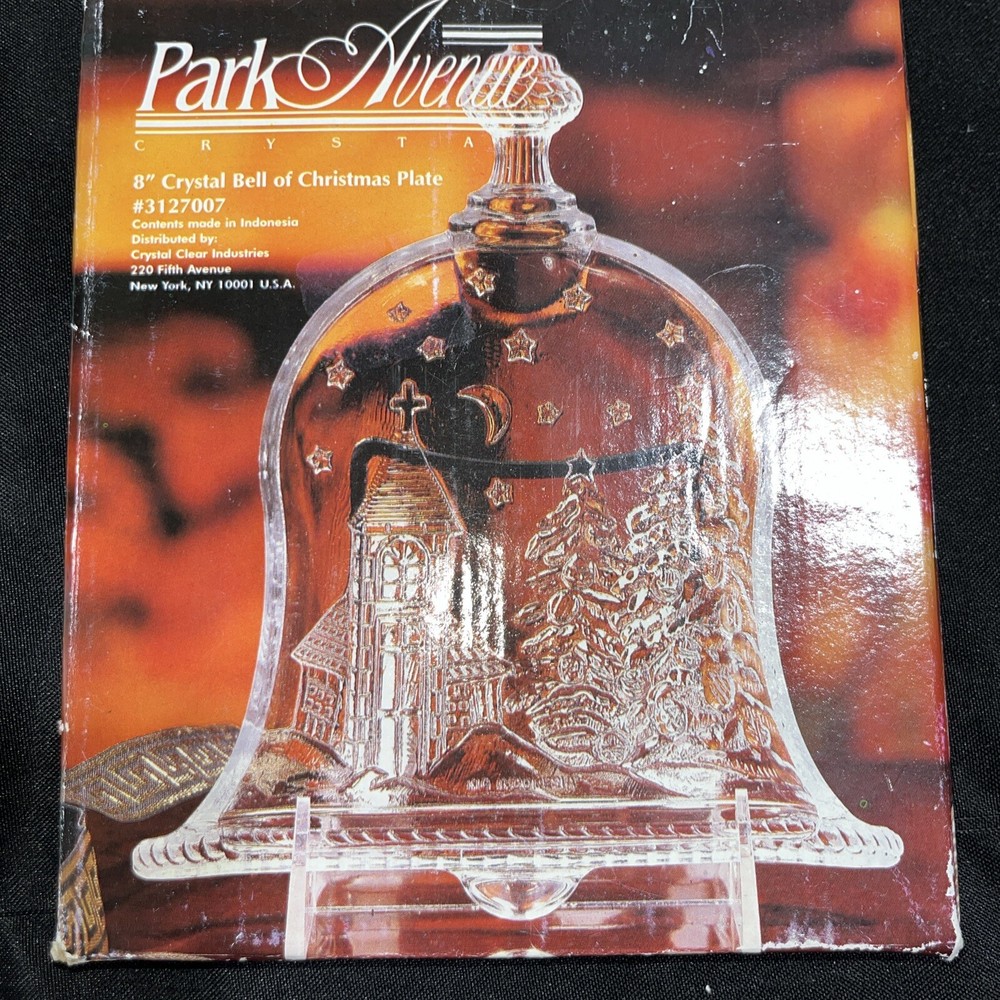 Park Avenue
CRYSTA
8" Crystal Bell of Christmas Plate
#3127007
Contents made in Indonesia
Distributed by:
Crystal Clear Industries
220 Fifth Avenue
New York, NY 10001 U.S.A.